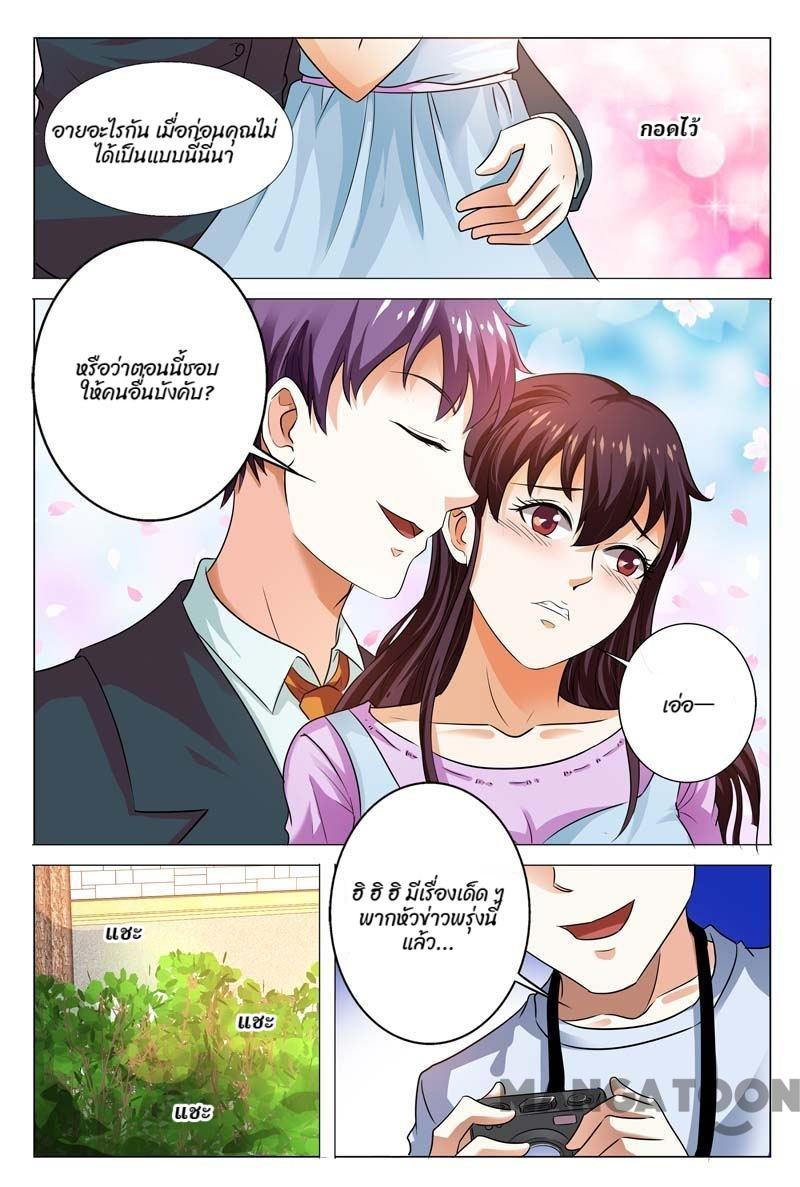 อายอะไรกัน เมื่อก่อนคุณไม่
ได้เป็นแบบนี้นี่นา
กอดไว้
หรือว่าตอนนี้ชอบ
ให้คนอื่นบังคับ?
เอ่อ—
ฮิ ฮิ ฮิ มีเรื่องเด็ด ๆ
พากหัวข่าวพรุ่งนี้
แล้ว...
แชะ
แชะ
แชะ
MANGATOON